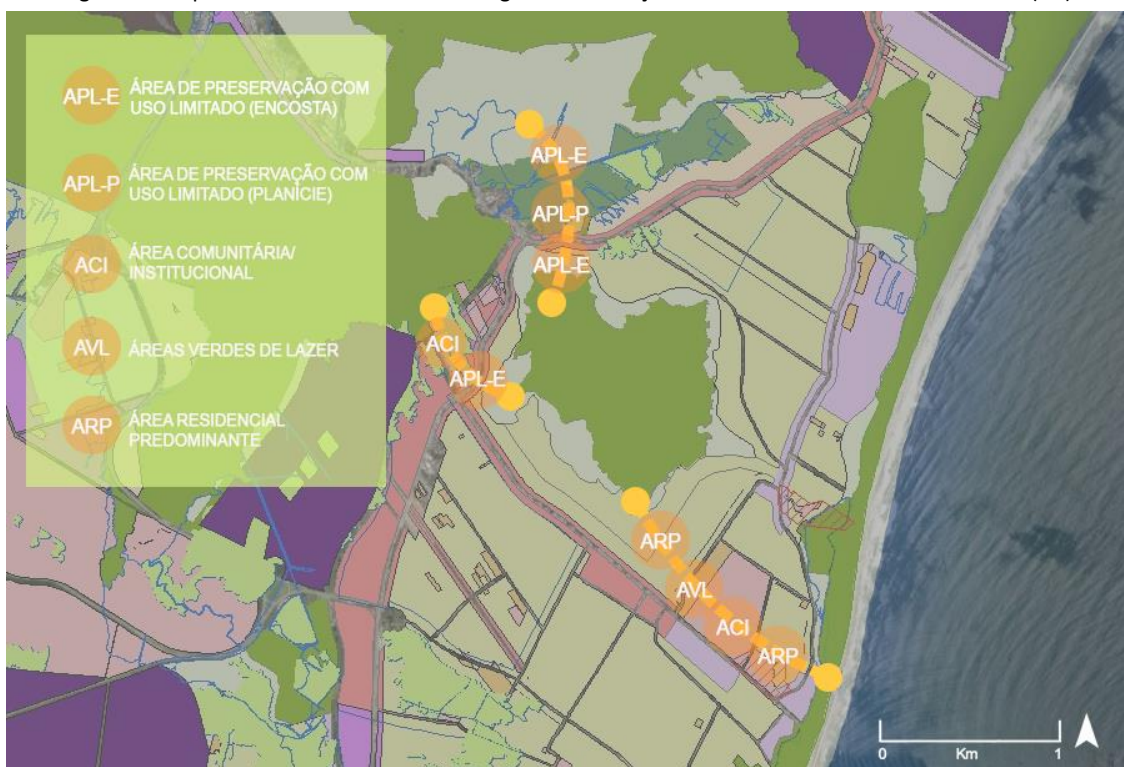 APL-E
ÁREA DE PRESERVAÇÃO COM
USO LIMITADO (ENCOSTA)
APL-P
ÁREA DE PRESERVAÇÃO COM
USO LIMITADO (PLANÍCIE)
ACI
ÁREA COMUNITÁRIA/
INSTITUCIONAL
AVL
ÁREAS VERDES DE LAZER
ARP
ÁREA RESIDENCIAL
PREDOMINANTE
APL-E
APL-P
APL-E
ACI
APL-E
ARP
AVL
ACI
ARP
0 Km 1